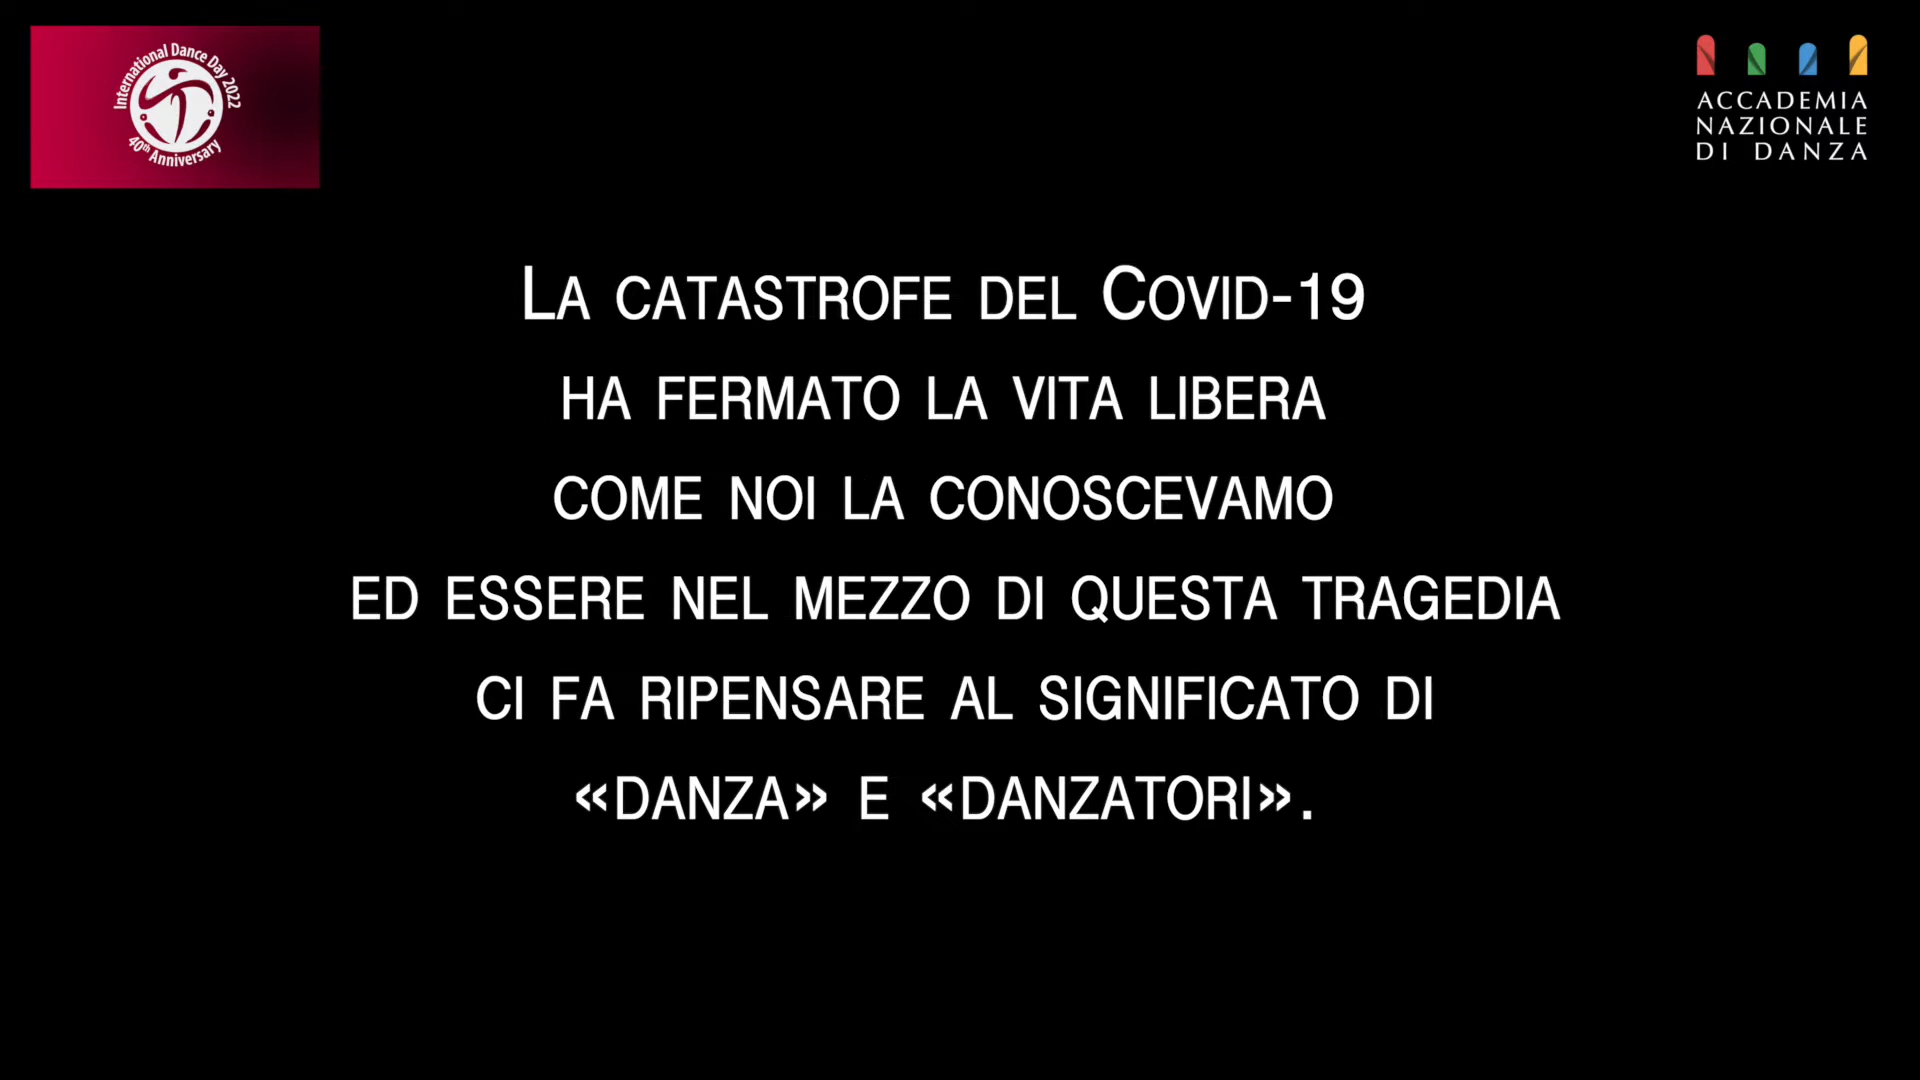 International Dance Day 2022
40th Anniversary
ACCADEMIA
NAZIONALE
DI DANZA
LA CATASTROFE DEL COVID-19
HA FERMATO LA VITA LIBERA
COME NOI LA CONOSCEVAMO
ED ESSERE NEL MEZZO DI QUESTA TRAGEDIA
CI FA RIPENSARE AL SIGNIFICATO DI
«DANZA» E «DANZATORI».